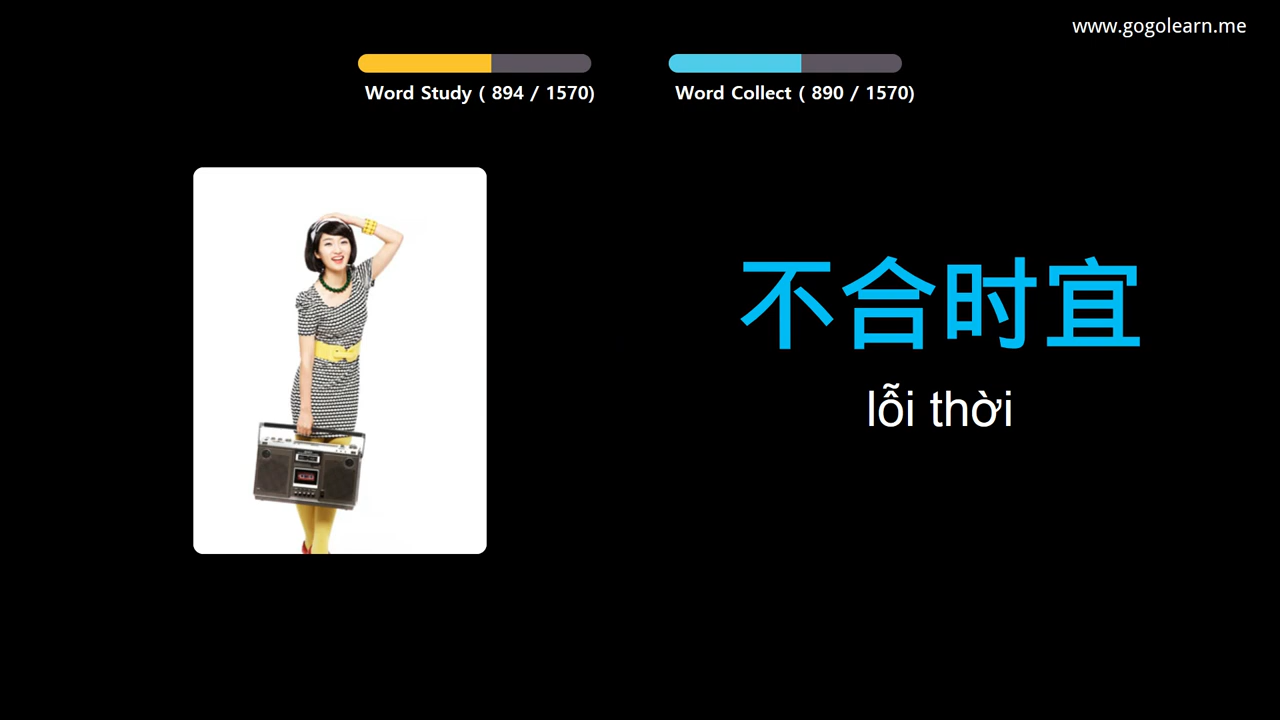 www.gogolearn.me
Word Study ( 894 / 1570)
Word Collect ( 890 / 1570)
不合时宜
lỗi thời